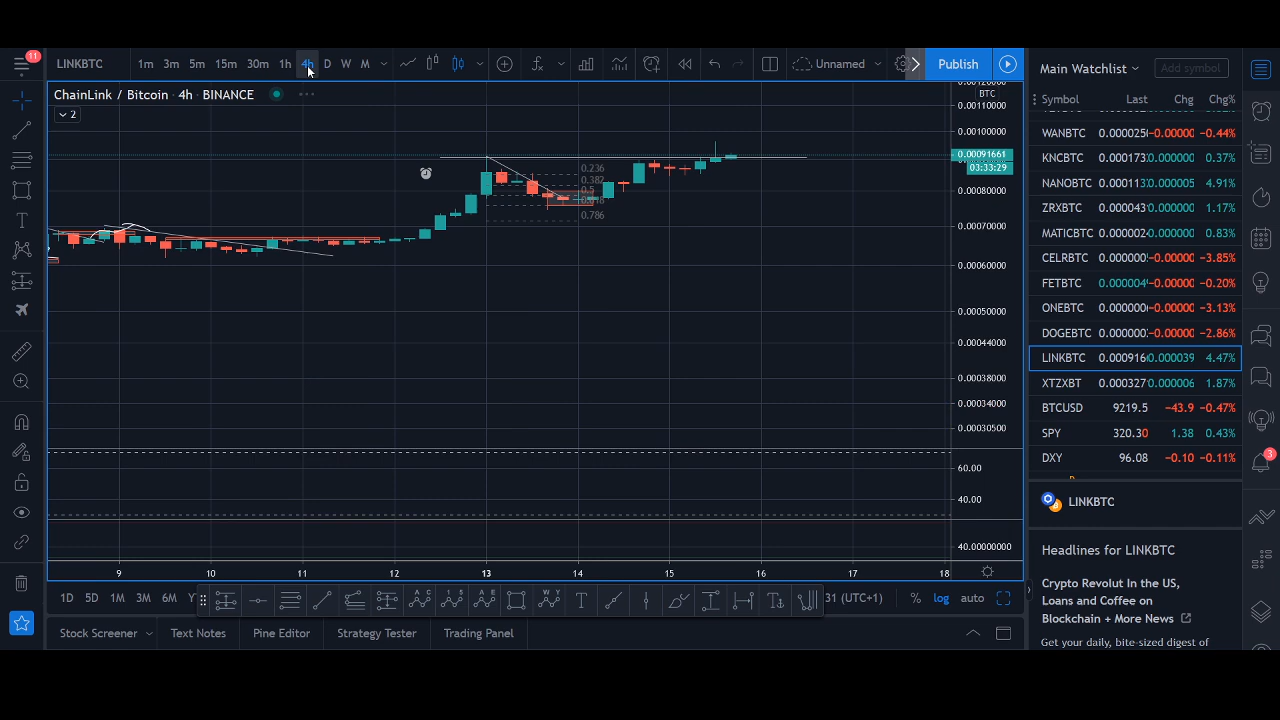 11
LINKBTC 1m 3m 5m 15m 30m 1h 4h D W M Unnamed Publish
ChainLink / Bitcoin · 4h · BINANCE
2
BTC
0.00110000
0.00100000
0.00091661
03:33:29
0.00080000
0.00070000
0.00060000
0.00050000
0.00044000
0.00038000
0.00034000
0.00030500
60.00
40.00
40.00000000
0.236
0.382
0.5
0.786
9 10 11 12 13 14 15 16 17 18
1D 5D 1M 3M 6M 31 (UTC+1) % log auto
Stock Screener Text Notes Pine Editor Strategy Tester Trading Panel
Main Watchlist Add symbol
Symbol Last Chg Chg%
WANBTC −0.44%
KNCBTC 0.37%
NANOBTC 4.91%
ZRXBTC 1.17%
MATICBTC 0.83%
CELRBTC −3.85%
FETBTC −0.20%
ONEBTC −3.13%
DOGEBTC −2.86%
LINKBTC 4.47%
XTZXBT 1.87%
BTCUSD 9219.5 −43.9 −0.47%
SPY 320.30 1.38 0.43%
DXY 96.08 −0.10 −0.11%
LINKBTC
Headlines for LINKBTC
Crypto Revolut In the US,
Loans and Coffee on
Blockchain + More News
Get your daily, bite-sized digest of
3